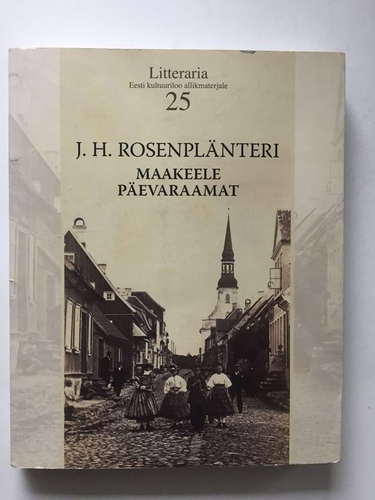 Litteraria
Eesti kultuuriloo allikmaterjale
25
J. H. ROSENPLÄNTERI
MAAKEELE
PÄEVARAAMAT